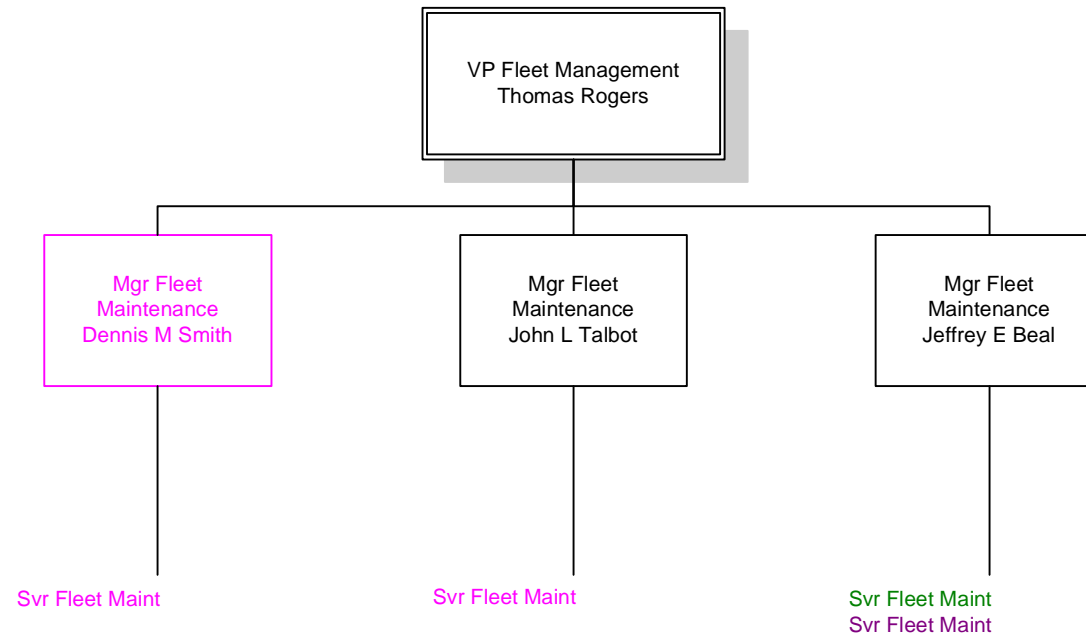 VP Fleet Management
Thomas Rogers
Mgr Fleet
Maintenance
Dennis M Smith
Mgr Fleet
Maintenance
John L Talbot
Mgr Fleet
Maintenance
Jeffrey E Beal
Svr Fleet Maint
Svr Fleet Maint
Svr Fleet Maint
Svr Fleet Maint